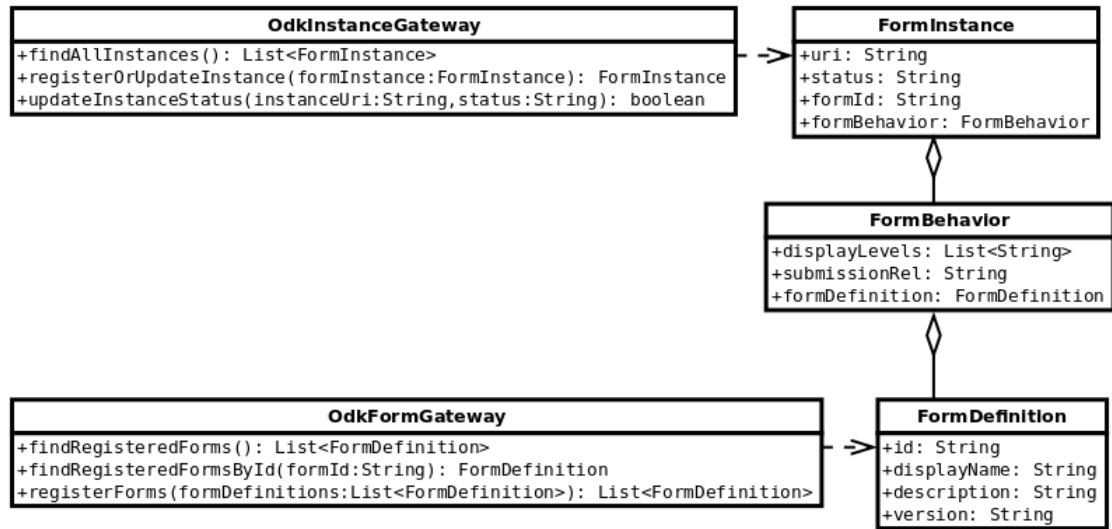 OdkInstanceGateway
+findAllInstances(): List<FormInstance>
+registerOrUpdateInstance(formInstance:FormInstance): FormInstance
+updateInstanceStatus(instanceUri:String,status:String): boolean
FormInstance
+uri: String
+status: String
+formId: String
+formBehavior: FormBehavior
FormBehavior
+displayLevels: List<String>
+submissionRel: String
+formDefinition: FormDefinition
OdkFormGateway
+findRegisteredForms(): List<FormDefinition>
+findRegisteredFormsById(formId:String): FormDefinition
+registerForms(formDefinitions:List<FormDefinition>): List<FormDefinition>
FormDefinition
+id: String
+displayName: String
+description: String
+version: String